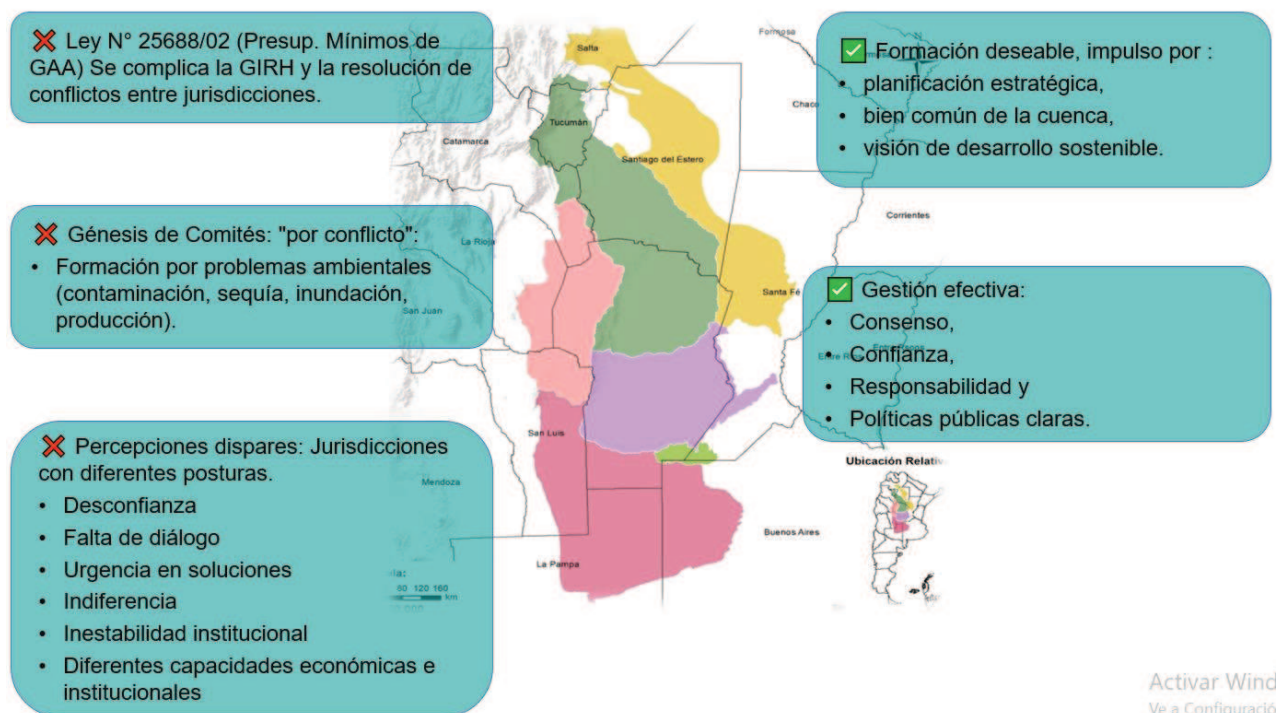 ❌ Ley N° 25688/02 (Presup. Mínimos de
GAA) Se complica la GIRH y la resolución de
conflictos entre jurisdicciones.
❌ Génesis de Comités: "por conflicto":
• Formación por problemas ambientales
(contaminación, sequía, inundación,
producción).
❌ Percepciones dispares: Jurisdicciones
con diferentes posturas.
• Desconfianza
• Falta de diálogo
• Urgencia en soluciones
• Indiferencia
• Inestabilidad institucional
• Diferentes capacidades económicas e
institucionales
✅ Formación deseable, impulso por :
• planificación estratégica,
• bien común de la cuenca,
• visión de desarrollo sostenible.
✅ Gestión efectiva:
• Consenso,
• Confianza,
• Responsabilidad y
• Políticas públicas claras.
Salta
Formosa
N
Chaco
Tucumán
Catamarca
Santiago del Estero
Corrientes
La Rioja
Santa Fé
San Juan
Entre Ríos
San Luis
Mendoza
Buenos Aires
La Pampa
60 120 160
km
Ubicación Relativ
Activar Wind
Ve a Configuració